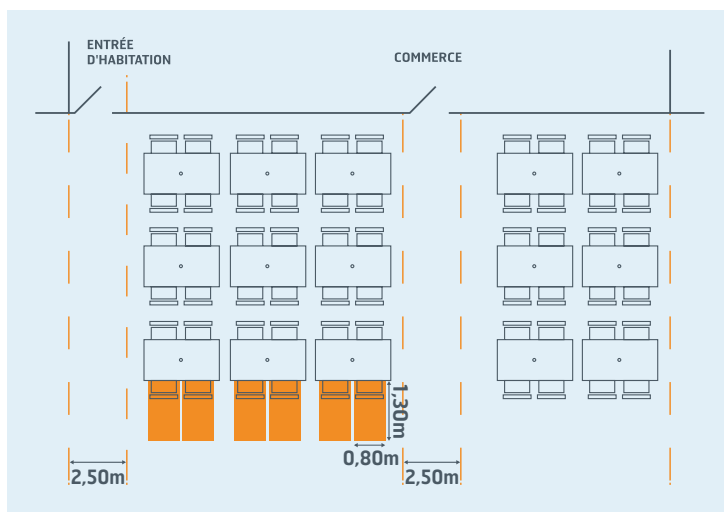 ENTRÉE
D'HABITATION
COMMERCE
1,30m
0,80m
2,50m
2,50m